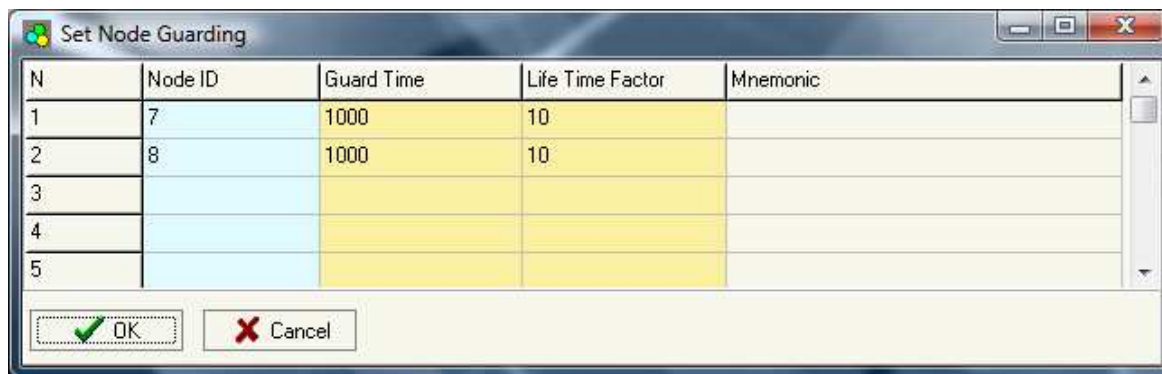 Set Node Guarding
N Node ID Guard Time Life Time Factor Mnemonic
1 7 1000 10
2 8 1000 10
3
4
5
OK Cancel